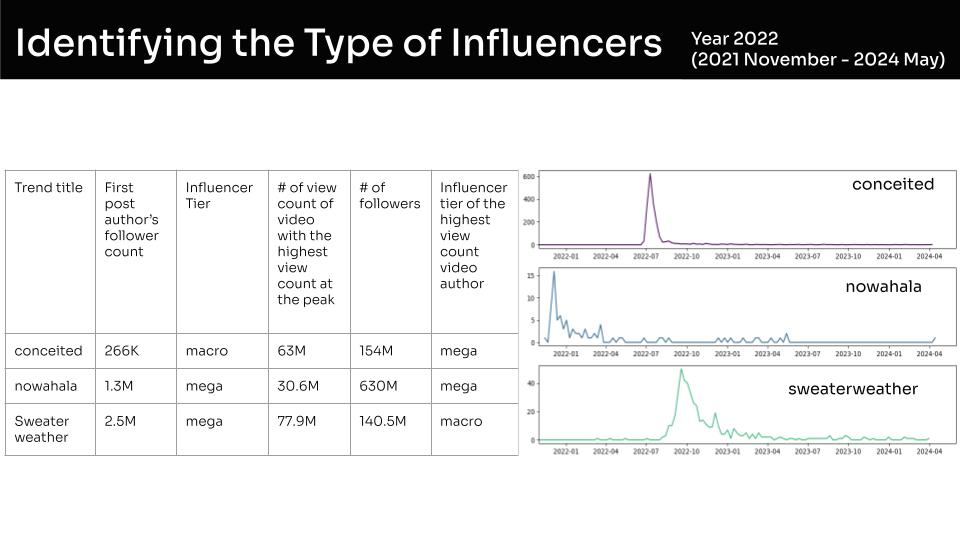 Identifying the Type of Influencers
Year 2022
(2021 November - 2024 May)
Trend title
First
post
author's
follower
count
Influencer
Tier
# of view
count of
video
with the
highest
view
count at
the peak
# of
followers
Influencer
tier of the
highest
view
count
video
author
conceited
266K
macro
63M
154M
mega
nowahala
1.3M
mega
30.6M
630M
mega
Sweater
weather
2.5M
mega
77.9M
140.5M
macro
600
400
200
0
conceited
2022-01 2022-04 2022-07 2022-10 2023-01 2023-04 2023-07 2023-10 2024-01 2024-04
15
10
5
0
nowahala
2022-01 2022-04 2022-07 2022-10 2023-01 2023-04 2023-07 2023-10 2024-01 2024-04
40
20
0
sweaterweather
2022-01 2022-04 2022-07 2022-10 2023-01 2023-04 2023-07 2023-10 2024-01 2024-04